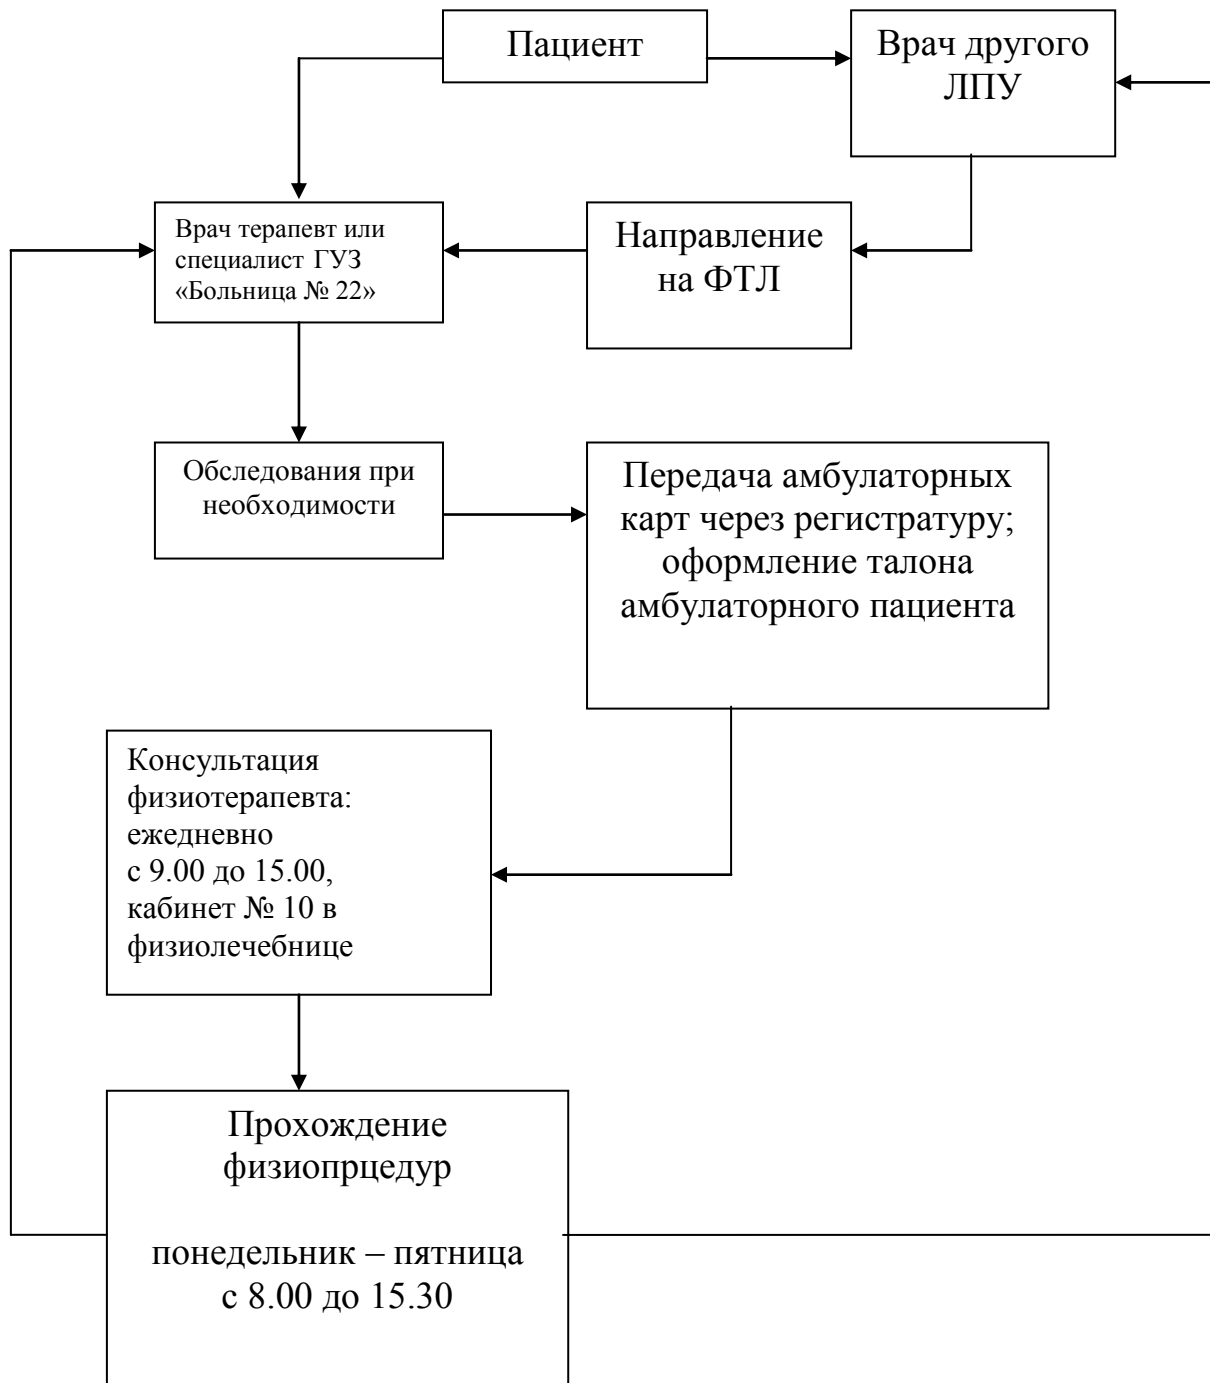 Пациент
Врач другого
ЛПУ
Врач терапевт или
специалист ГУЗ
«Больница № 22»
Направление
на ФТЛ
Обследования при
необходимости
Передача амбулаторных
карт через регистратуру;
оформление талона
амбулаторного пациента
Консультация
физиотерапевта:
ежедневно
с 9.00 до 15.00,
кабинет № 10 в
физиолечебнице
Прохождение
физиопрцедур
понедельник – пятница
с 8.00 до 15.30